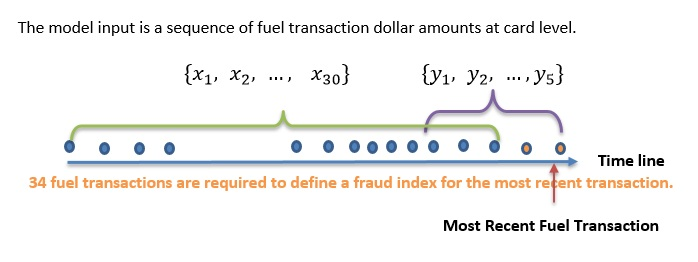 The model input is a sequence of fuel transaction dollar amounts at card level.
{x₁, x₂, ..., x₃₀} {y₁, y₂, ..., y₅}
Time line
34 fuel transactions are required to define a fraud index for the most recent transaction.
Most Recent Fuel Transaction